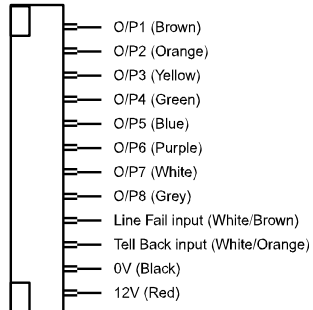 O/P1 (Brown)
O/P2 (Orange)
O/P3 (Yellow)
O/P4 (Green)
O/P5 (Blue)
O/P6 (Purple)
O/P7 (White)
O/P8 (Grey)
Line Fail input (White/Brown)
Tell Back input (White/Orange)
0V (Black)
12V (Red)